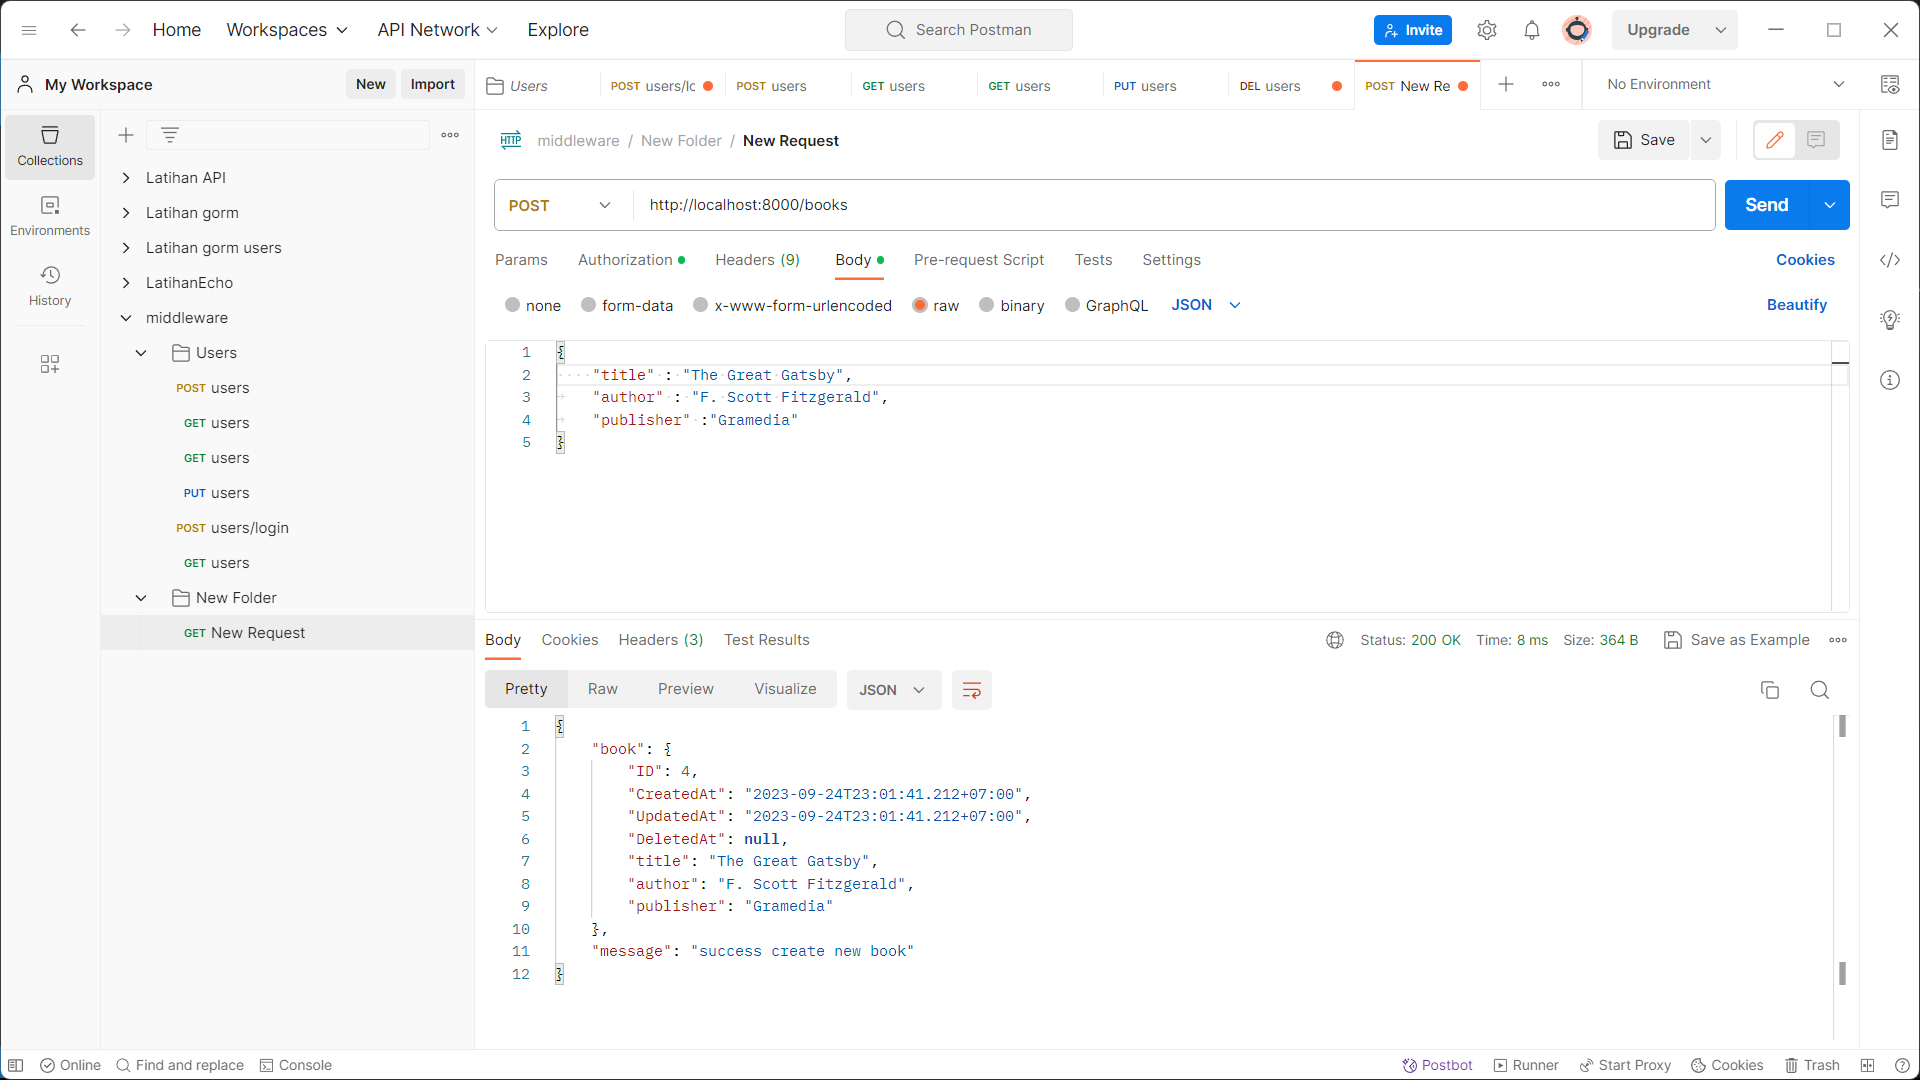 Home Workspaces API Network Explore Search Postman Invite Upgrade
My Workspace New Import Users POST users/lo POST users GET users GET users PUT users DEL users POST New Re No Environment
Collections
Environments
History
Latihan API
Latihan gorm
Latihan gorm users
LatihanEcho
middleware
Users
POST users
GET users
GET users
PUT users
POST users/login
GET users
New Folder
GET New Request
HTTP middleware / New Folder / New Request Save
POST http://localhost:8000/books Send
Params Authorization Headers (9) Body Pre-request Script Tests Settings Cookies
none form-data x-www-form-urlencoded raw binary GraphQL JSON Beautify
1 {
2 "title" : "The Great Gatsby",
3 "author" : "F. Scott Fitzgerald",
4 "publisher" :"Gramedia"
5 }
Body Cookies Headers (3) Test Results Status: 200 OK Time: 8 ms Size: 364 B Save as Example
Pretty Raw Preview Visualize JSON
1 {
2 "book": {
3 "ID": 4,
4 "CreatedAt": "2023-09-24T23:01:41.212+07:00",
5 "UpdatedAt": "2023-09-24T23:01:41.212+07:00",
6 "DeletedAt": null,
7 "title": "The Great Gatsby",
8 "author": "F. Scott Fitzgerald",
9 "publisher": "Gramedia"
10 },
11 "message": "success create new book"
12 }
Online Find and replace Console Postbot Runner Start Proxy Cookies Trash